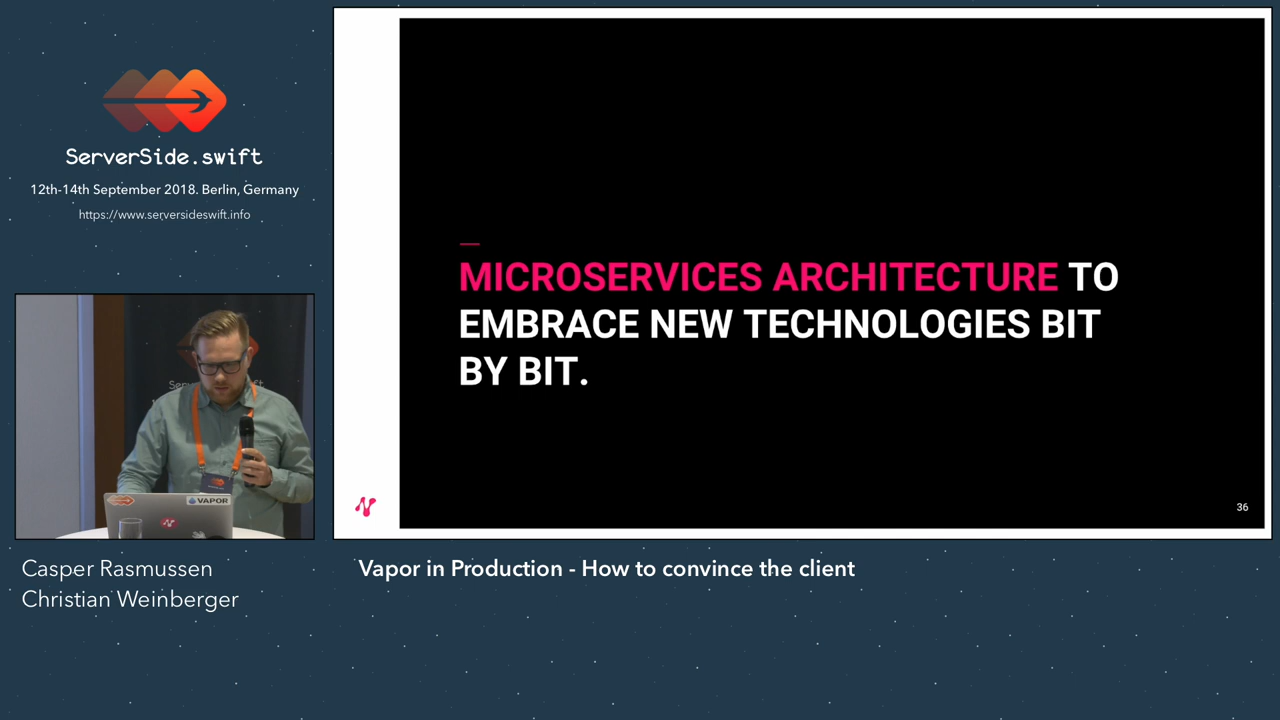 ServerSide.swift
12th-14th September 2018. Berlin, Germany
https://www.serversideswift.info
MICROSERVICES ARCHITECTURE TO
EMBRACE NEW TECHNOLOGIES BIT
BY BIT.
36
VAPOR
Casper Rasmussen
Christian Weinberger
Vapor in Production - How to convince the client